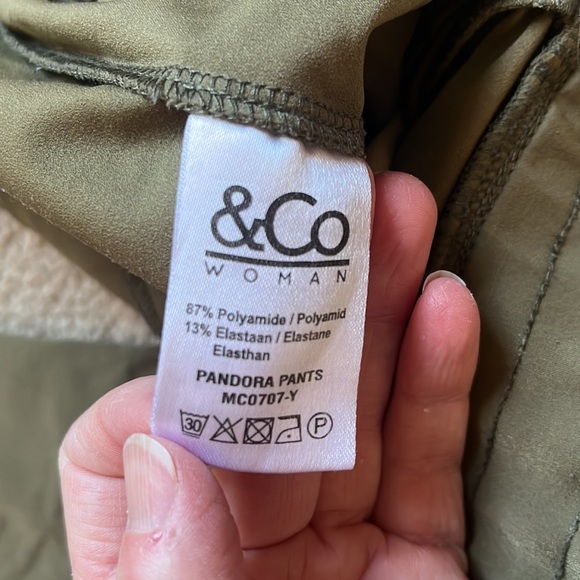 &Co
WOMAN
87% Polyamide / Polyamid
13% Elastaan / Elastane
Elasthan
PANDORA PANTS
MC0707-Y
30 P